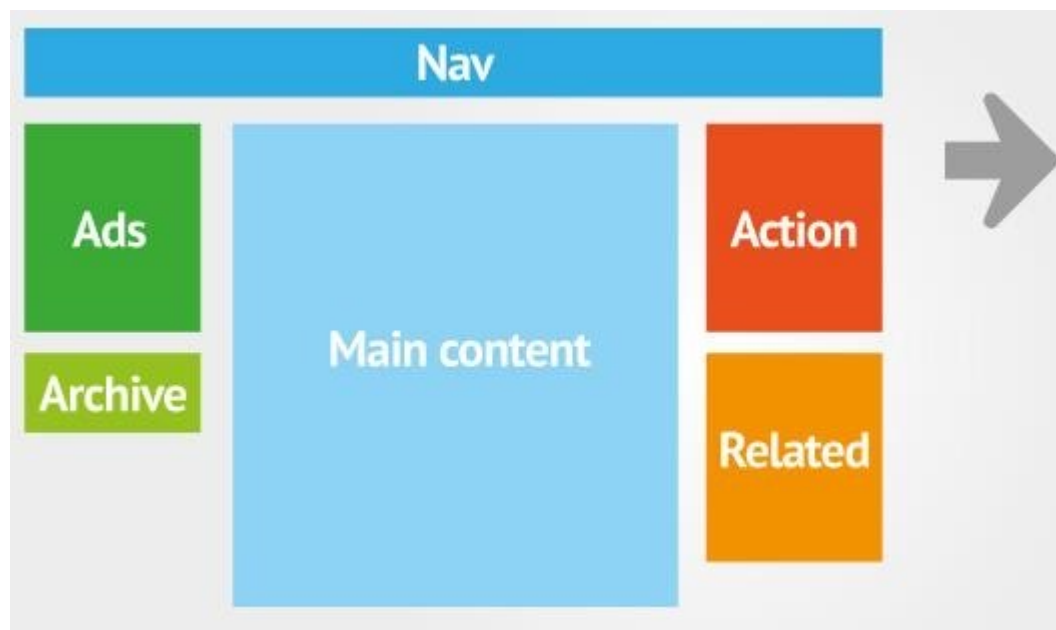 Nav
Ads
Archive
Main content
Action
Related